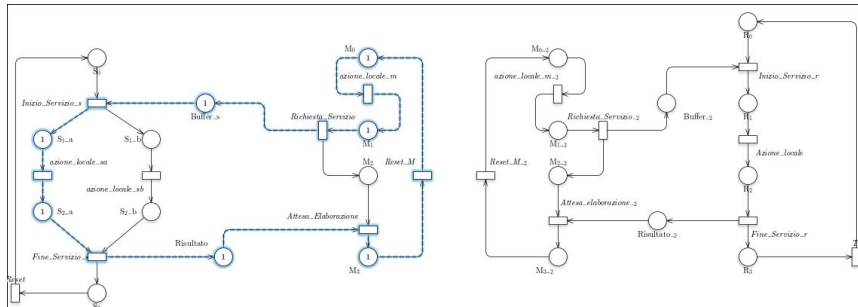 S₀
Inizio_Servizio_s
S₁_a
S₁_b
azione_locale_sa
azione_locale_sb
S₂_a
S₂_b
Fine_Servizio_s
Reset
1
1
Buffer_s
1
Risultato
1
M₀
1
azione_locale_m
Richiesta_Servizio
M₁
1
M₂
Reset_M
Attesa_Elaborazione
M₃
1
M₀_₂
azione_locale_m_₂
Richiesta_Servizio_₂
M₁_₂
M₂_₂
Reset_M_₂
Attesa_elaborazione_₂
M₃_₂
Buffer_₂
Risultato_₂
R₀
Inizio_Servizio_r
R₁
Azione_locale
R₂
Fine_Servizio_r
R₃